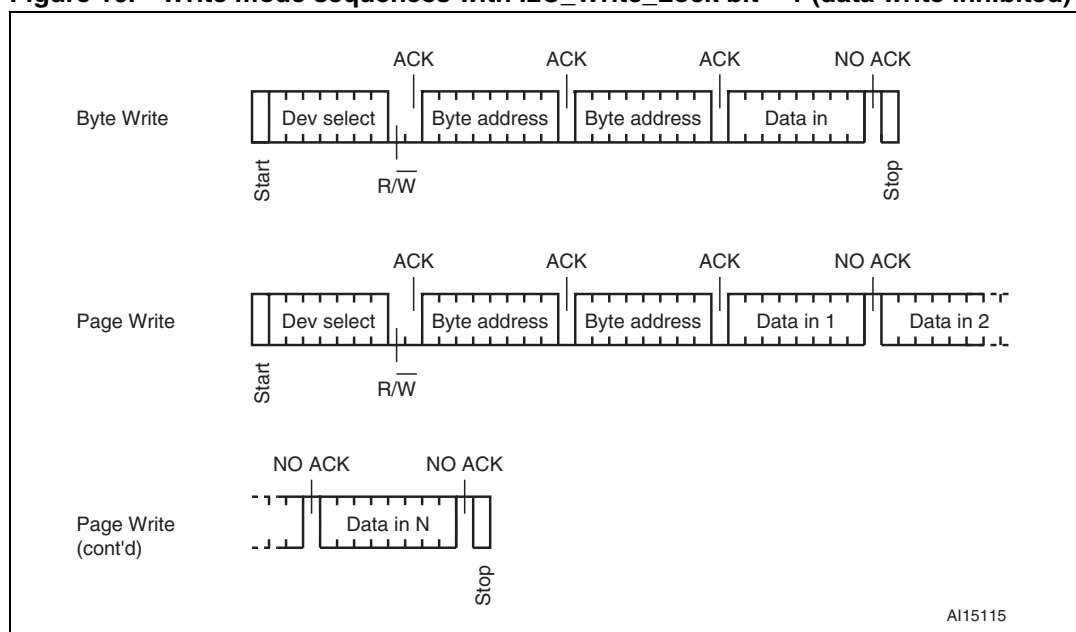 Write mode sequences with I2C_Write_Lock bit = 1 (data write inhibited)
ACK ACK ACK NO ACK
Byte Write Dev select Byte address Byte address Data in
Start R/W Stop
ACK ACK ACK NO ACK
Page Write Dev select Byte address Byte address Data in 1 Data in 2
Start R/W
NO ACK NO ACK
Page Write Data in N
(cont'd)
Stop
AI15115